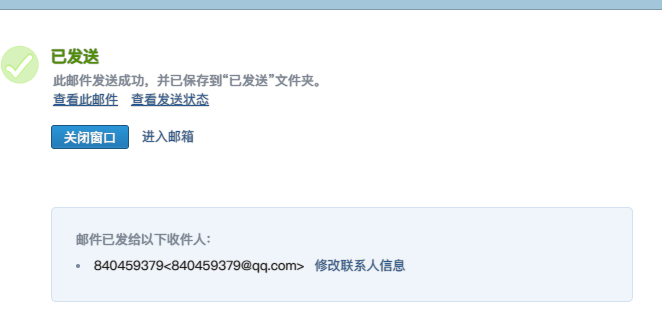 已发送
此邮件发送成功，并已保存到“已发送”文件夹。
查看此邮件 查看发送状态
关闭窗口 进入邮箱
邮件已发给以下收件人：
• 840459379<840459379@qq.com> 修改联系人信息